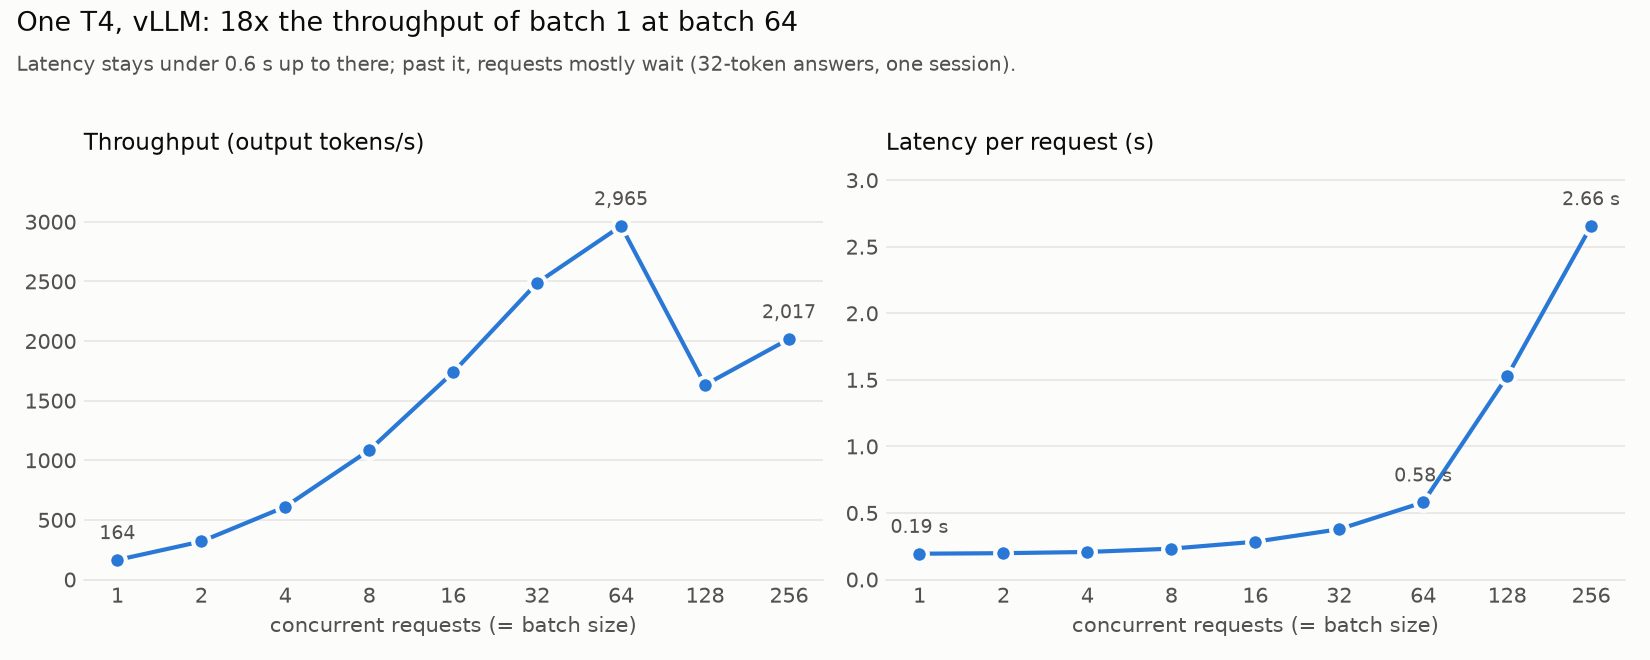 One T4, vLLM: 18x the throughput of batch 1 at batch 64
Latency stays under 0.6 s up to there; past it, requests mostly wait (32-token answers, one session).
Throughput (output tokens/s)
3000
2500
2000
1500
1000
500
0
164
2,965
2,017
1 2 4 8 16 32 64 128 256
concurrent requests (= batch size)
Latency per request (s)
3.0
2.5
2.0
1.5
1.0
0.5
0.0
0.19 s
0.58 s
2.66 s
1 2 4 8 16 32 64 128 256
concurrent requests (= batch size)